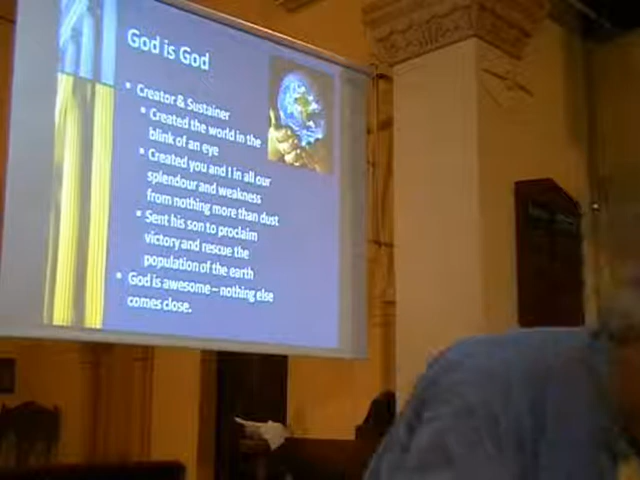 God is God
• Creator & Sustainer
• Created the world in the
blink of an eye
• Created you and I in all our
splendour and weakness
from nothing more than dust
• Sent his son to proclaim
victory and rescue the
population of the earth
• God is awesome – nothing else
comes close.